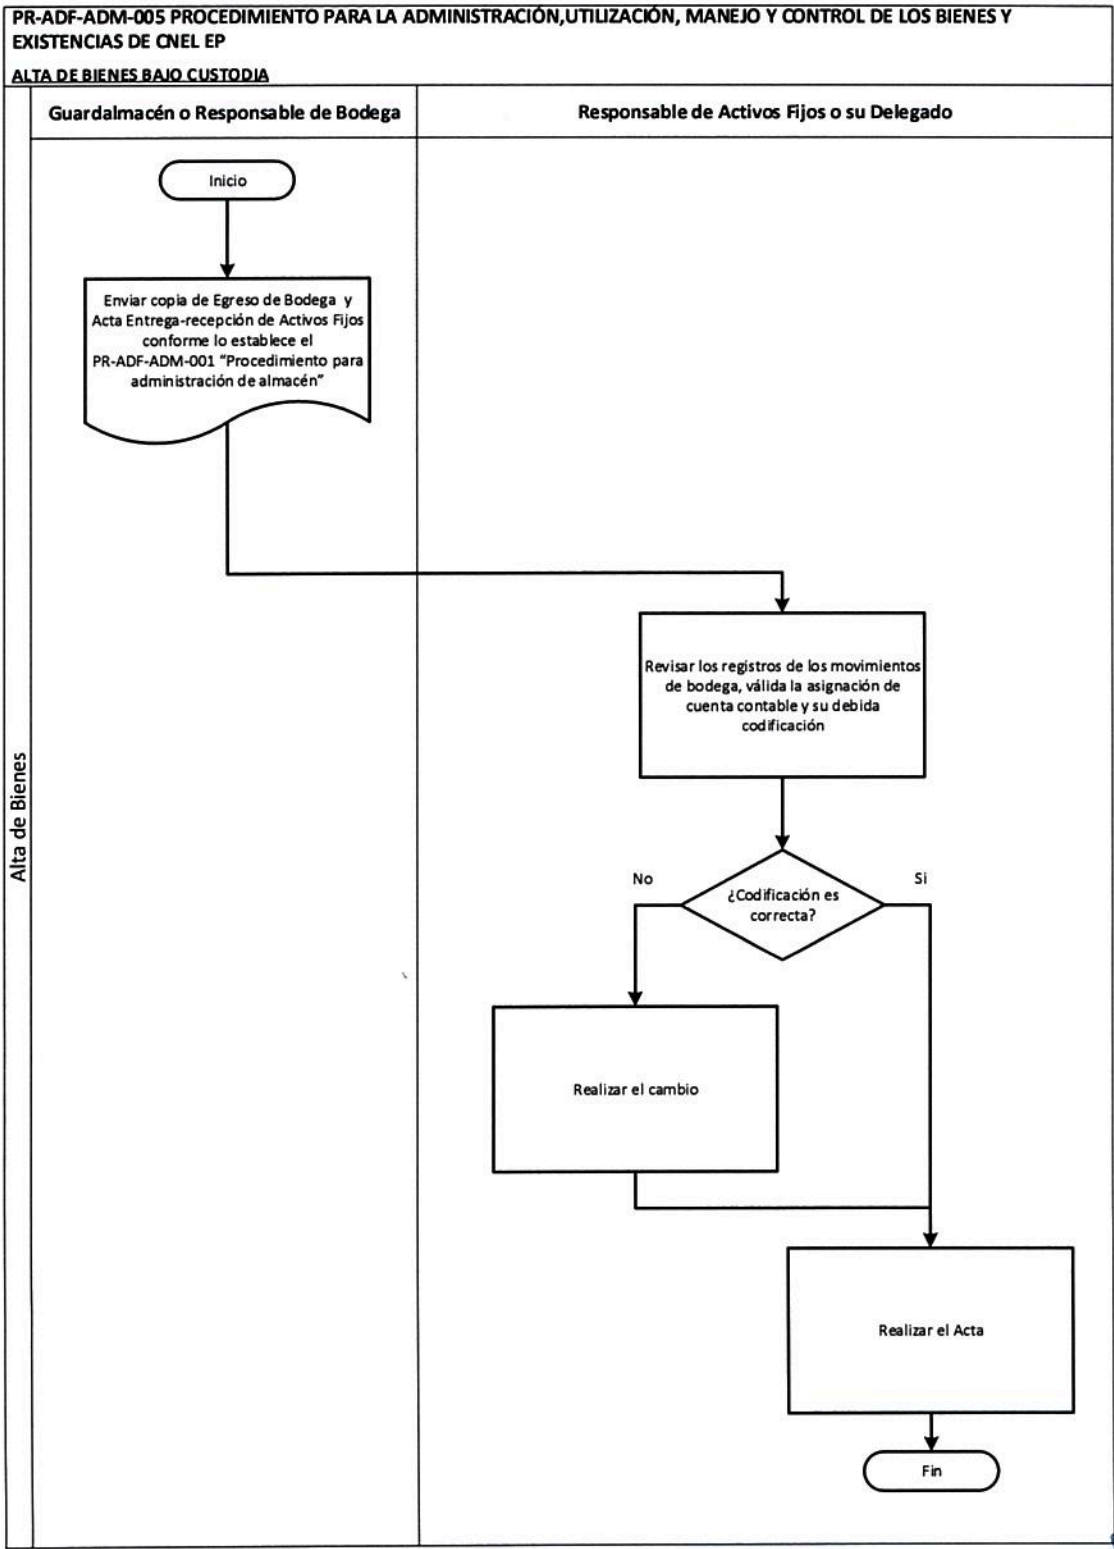 PR-ADF-ADM-005 PROCEDIMIENTO PARA LA ADMINISTRACIÓN,UTILIZACIÓN, MANEJO Y CONTROL DE LOS BIENES Y
EXISTENCIAS DE CNEL EP
ALTA DE BIENES BAJO CUSTODIA
Guardalmacén o Responsable de Bodega
Responsable de Activos Fijos o su Delegado
Alta de Bienes
Inicio
Enviar copia de Egreso de Bodega y
Acta Entrega-recepción de Activos Fijos
conforme lo establece el
PR-ADF-ADM-001 “Procedimiento para
administración de almacén”
Revisar los registros de los movimientos
de bodega, válida la asignación de
cuenta contable y su debida
codificación
¿Codificación es
correcta?
No
Si
Realizar el cambio
Realizar el Acta
Fin